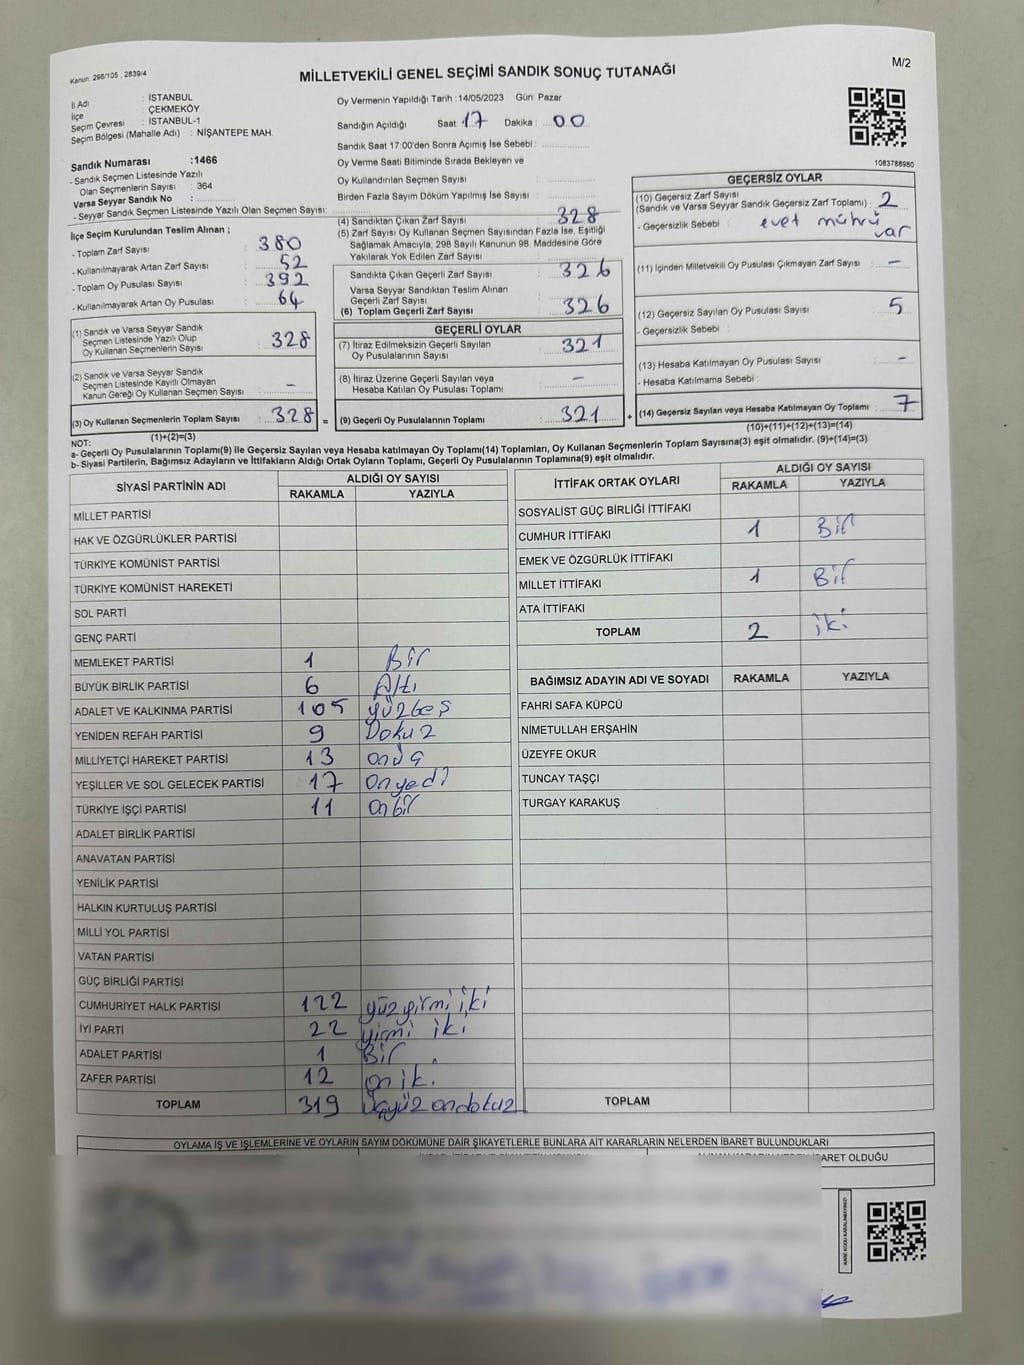 Kanun: 298/105 , 2839/4
MİLLETVEKİLİ GENEL SEÇİMİ SANDIK SONUÇ TUTANAĞI
M/2
İl Adı : İSTANBUL
İlçe : ÇEKMEKÖY
Seçim Çevresi : İSTANBUL-1
Seçim Bölgesi (Mahalle Adı) : NİŞANTEPE MAH.
Sandık Numarası :1466
- Sandık Seçmen Listesinde Yazılı
Olan Seçmenlerin Sayısı : 364
Varsa Seyyar Sandık No :
- Seyyar Sandık Seçmen Listesinde Yazılı Olan Seçmen Sayısı:
Oy Vermenin Yapıldığı Tarih :14/05/2023 Gün: Pazar
Sandığın Açıldığı Saat: 17 Dakika : 00
Sandık Saat 17:00'den Sonra Açımış İse Sebebi :
Oy Verme Saati Bitiminde Sırada Bekleyen ve
Oy Kullandırılan Seçmen Sayısı :
Birden Fazla Sayım Döküm Yapılmış İse Sayısı :
1083788980
İlçe Seçim Kurulundan Teslim Alınan ;
- Toplam Zarf Sayısı : 380
- Kullanılmayarak Artan Zarf Sayısı : 52
- Toplam Oy Pusulası Sayısı : 392
- Kullanılmayarak Artan Oy Pusulası : 64
(1) Sandık ve Varsa Seyyar Sandık
Seçmen Listesinde Yazılı Olup
Oy Kullanan Seçmenlerin Sayısı : 328
(2) Sandık ve Varsa Seyyar Sandık
Seçmen Listesinde Kayıtlı Olmayan
Kanun Gereği Oy Kullanan Seçmen Sayısı : -
(3) Oy Kullanan Seçmenlerin Toplam Sayısı : 328 =
(1)+(2)=(3)
(4) Sandıktan Çıkan Zarf Sayısı : 328
(5) Zarf Sayısı Oy Kullanan Seçmen Sayısından Fazla İse, Eşitliği
Sağlamak Amacıyla, 298 Sayılı Kanunun 98. Maddesine Göre
Yakılarak Yok Edilen Zarf Sayısı :
Sandıkta Çıkan Geçerli Zarf Sayısı : 326
Varsa Seyyar Sandıktan Teslim Alınan
Geçerli Zarf Sayısı :
(6) Toplam Geçerli Zarf Sayısı : 326
GEÇERLİ OYLAR
(7) İtiraz Edilmeksizin Geçerli Sayılan
Oy Pusulalarının Sayısı : 321
(8) İtiraz Üzerine Geçerli Sayılan veya
Hesaba Katılan Oy Pusulası Toplamı : -
(9) Geçerli Oy Pusulalarının Toplamı : 321 +
GEÇERSİZ OYLAR
(10) Geçersiz Zarf Sayısı
(Sandık ve Varsa Seyyar Sandık Geçersiz Zarf Toplamı) : 2
- Geçersizlik Sebebi : evet mührü
var
(11) İçinden Milletvekili Oy Pusulası Çıkmayan Zarf Sayısı : -
(12) Geçersiz Sayılan Oy Pusulası Sayısı : 5
- Geçersizlik Sebebi :
(13) Hesaba Katılmayan Oy Pusulası Sayısı : -
- Hesaba Katılmama Sebebi :
(14) Geçersiz Sayılan veya Hesaba Katılmayan Oy Toplamı : 7
(10)+(11)+(12)+(13)=(14)
NOT:
a- Geçerli Oy Pusulalarının Toplamı(9) ile Geçersiz Sayılan veya Hesaba katılmayan Oy Toplamı(14) Toplamları, Oy Kullanan Seçmenlerin Toplam Sayısına(3) eşit olmalıdır. (9)+(14)=(3)
b- Siyasi Partilerin, Bağımsız Adayların ve İttifakların Aldığı Ortak Oyların Toplamı, Geçerli Oy Pusulalarının Toplamına(9) eşit olmalıdır.
SİYASİ PARTİNİN ADI ALDIĞI OY SAYISI
RAKAMLA YAZIYLA
MİLLET PARTİSİ
HAK VE ÖZGÜRLÜKLER PARTİSİ
TÜRKİYE KOMÜNİST PARTİSİ
TÜRKİYE KOMÜNİST HAREKETİ
SOL PARTİ
GENÇ PARTİ
MEMLEKET PARTİSİ 1 Bir
BÜYÜK BİRLİK PARTİSİ 6 Altı
ADALET VE KALKINMA PARTİSİ 105 yüzbeş
YENİDEN REFAH PARTİSİ 9 Dokuz
MİLLİYETÇİ HAREKET PARTİSİ 13
YEŞİLLER VE SOL GELECEK PARTİSİ 17 Onyedi
TÜRKİYE İŞÇİ PARTİSİ 11 Onbir
ADALET BİRLİK PARTİSİ
ANAVATAN PARTİSİ
YENİLİK PARTİSİ
HALKIN KURTULUŞ PARTİSİ
MİLLİ YOL PARTİSİ
VATAN PARTİSİ
GÜÇ BİRLİĞİ PARTİSİ
CUMHURİYET HALK PARTİSİ 122 yüzyirmi iki
İYİ PARTİ 22 yirmi iki
ADALET PARTİSİ 1 Bir
ZAFER PARTİSİ 12 on iki
TOPLAM 319 Üçyüz ondokuz
İTTİFAK ORTAK OYLARI ALDIĞI OY SAYISI
RAKAMLA YAZIYLA
SOSYALİST GÜÇ BİRLİĞİ İTTİFAKI
CUMHUR İTTİFAKI 1 Bir
EMEK VE ÖZGÜRLÜK İTTİFAKI
MİLLET İTTİFAKI 1 Bir
ATA İTTİFAKI
TOPLAM 2 iki
BAĞIMSIZ ADAYIN ADI VE SOYADI RAKAMLA YAZIYLA
FAHRİ SAFA KÜPCÜ
NİMETULLAH ERŞAHİN
ÜZEYFE OKUR
TUNCAY TAŞÇI
TURGAY KARAKUŞ
TOPLAM
OYLAMA İŞ VE İŞLEMLERİNE VE OYLARIN SAYIM DÖKÜMÜNE DAİR ŞİKAYETLERLE BUNLARA AİT KARARLARIN NELERDEN İBARET BULUNDUKLARI
İBARET OLDUĞU
KARE KODU KARALAMAYINIZ!